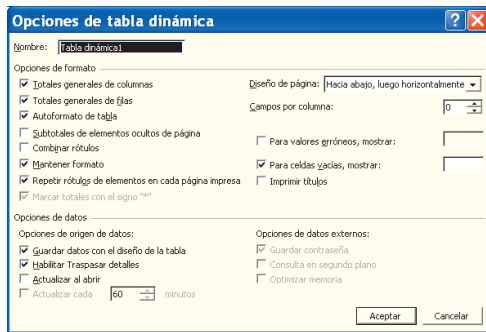 Opciones de tabla dinámica
Nombre: Tabla dinámica1
Opciones de formato
Totales generales de columnas
Totales generales de filas
Autoformato de tabla
Subtotales de elementos ocultos de página
Combinar rótulos
Mantener formato
Repetir rótulos de elementos en cada página impresa
Marcar totales con el signo "*"
Diseño de página: Hacia abajo, luego horizontalmente
Campos por columna: 0
Para valores erróneos, mostrar:
Para celdas vacías, mostrar:
Imprimir títulos
Opciones de datos
Opciones de origen de datos:
Guardar datos con el diseño de la tabla
Habilitar Traspasar detalles
Actualizar al abrir
Actualizar cada 60 minutos
Opciones de datos externos:
Guardar contraseña
Consulta en segundo plano
Optimizar memoria
Aceptar Cancelar